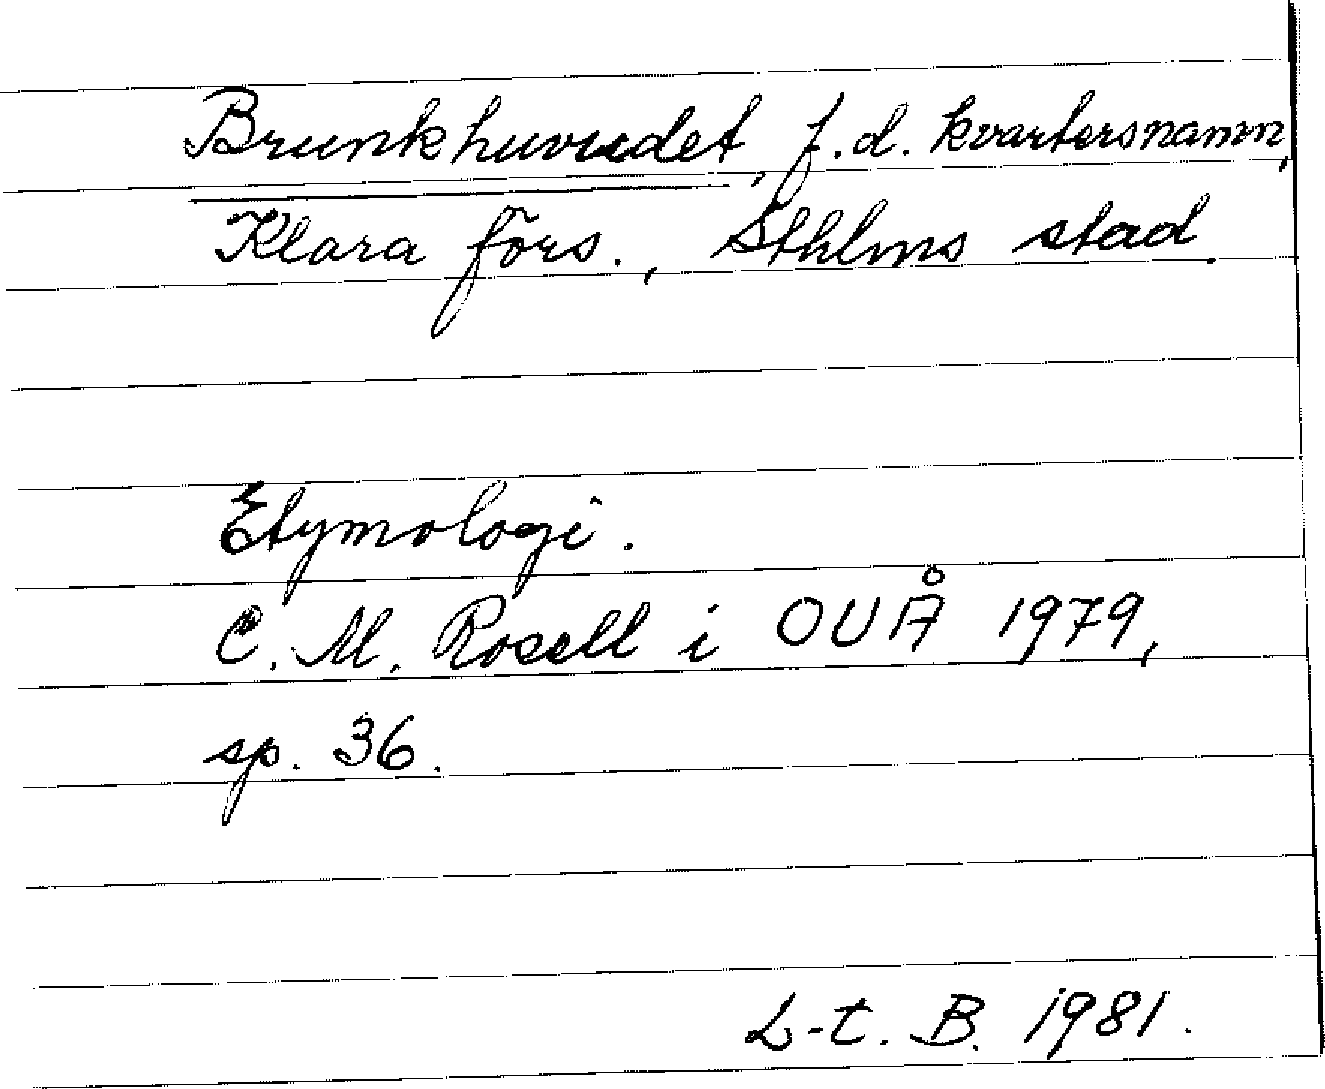 Brunkhuvudet, f.d. kvartersnamn,
Klara förs., Sthlms stad.
Etymologi.
C. M. Rosell i OUÅ 1979,
sp. 36.
L-t. B. 1981.